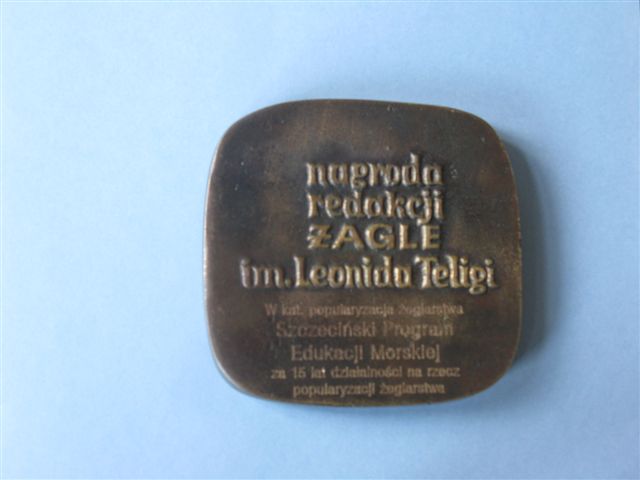 nagroda
redakcji
ŻAGLE
im. Leonida Teligi
W kat. popularyzacja żeglarstwa
Szczeciński Program
Edukacji Morskiej
za 15 lat działalności na rzecz
popularyzacji żeglarstwa